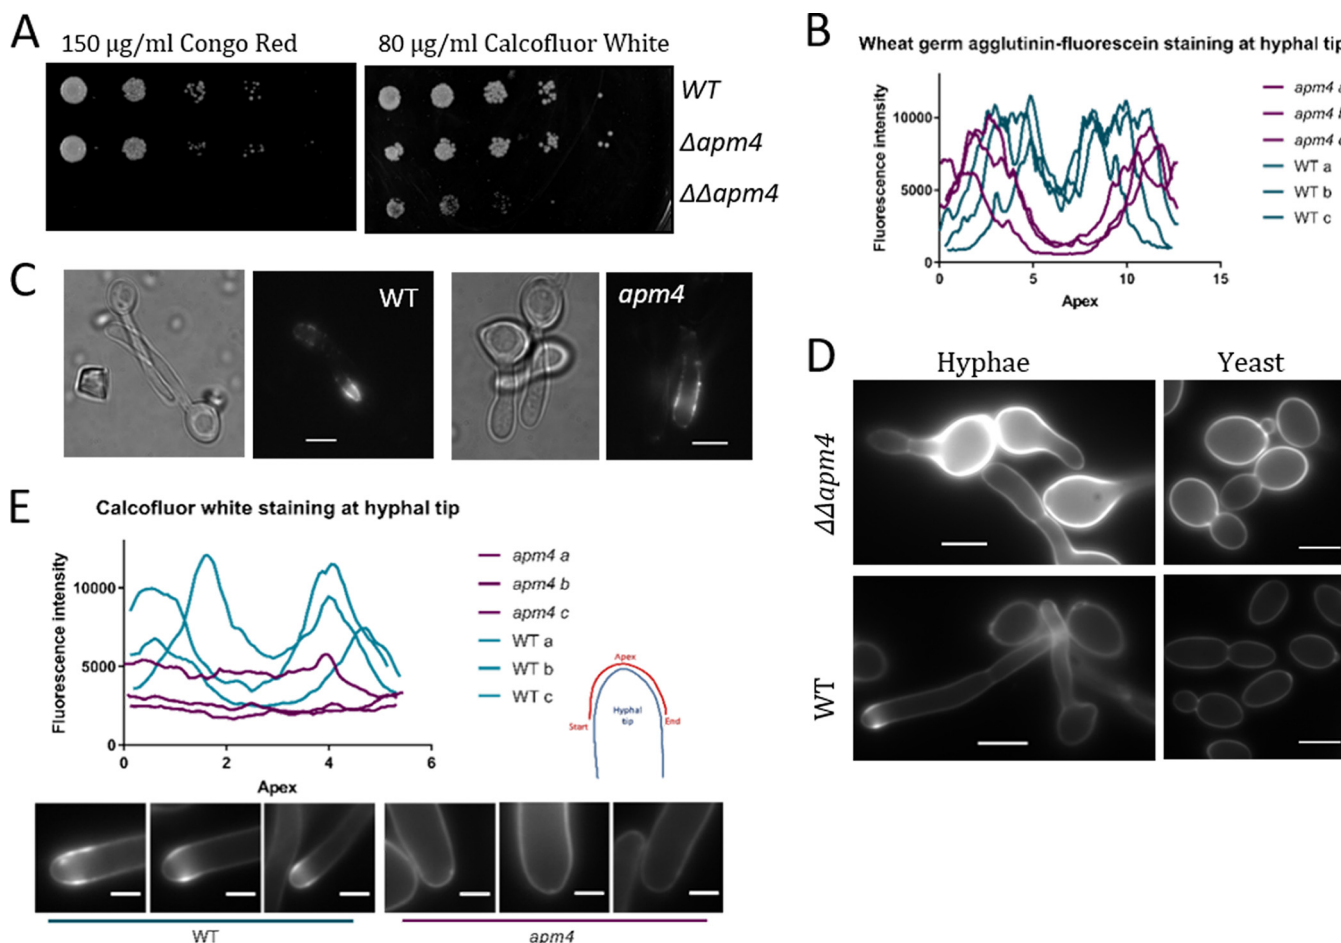 A
150 µg/ml Congo Red
80 µg/ml Calcofluor White
WT
Δapm4
ΔΔapm4
B
Wheat germ agglutinin-fluorescein staining at hyphal tip
Fluorescence intensity
10000
5000
0
0
5
10
15
Apex
apm4
apm4
apm4
WT a
WT b
WT c
C
WT
apm4
D
Hyphae
Yeast
ΔΔapm4
WT
E
Calcofluor white staining at hyphal tip
Fluorescence intensity
10000
5000
0
0
2
4
6
Apex
apm4 a
apm4 b
apm4 c
WT a
WT b
WT c
Apex
Hyphal
tip
Start
End
WT
apm4